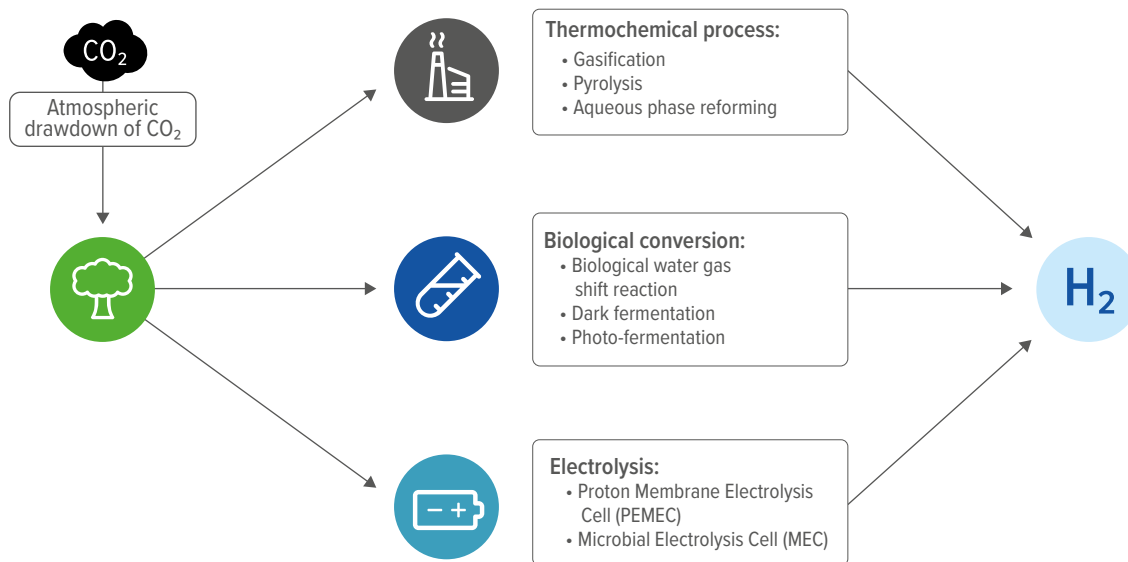 CO₂
Atmospheric
drawdown of CO₂
Thermochemical process:
• Gasification
• Pyrolysis
• Aqueous phase reforming
Biological conversion:
• Biological water gas
shift reaction
• Dark fermentation
• Photo-fermentation
H₂
Electrolysis:
• Proton Membrane Electrolysis
Cell (PEMEC)
• Microbial Electrolysis Cell (MEC)